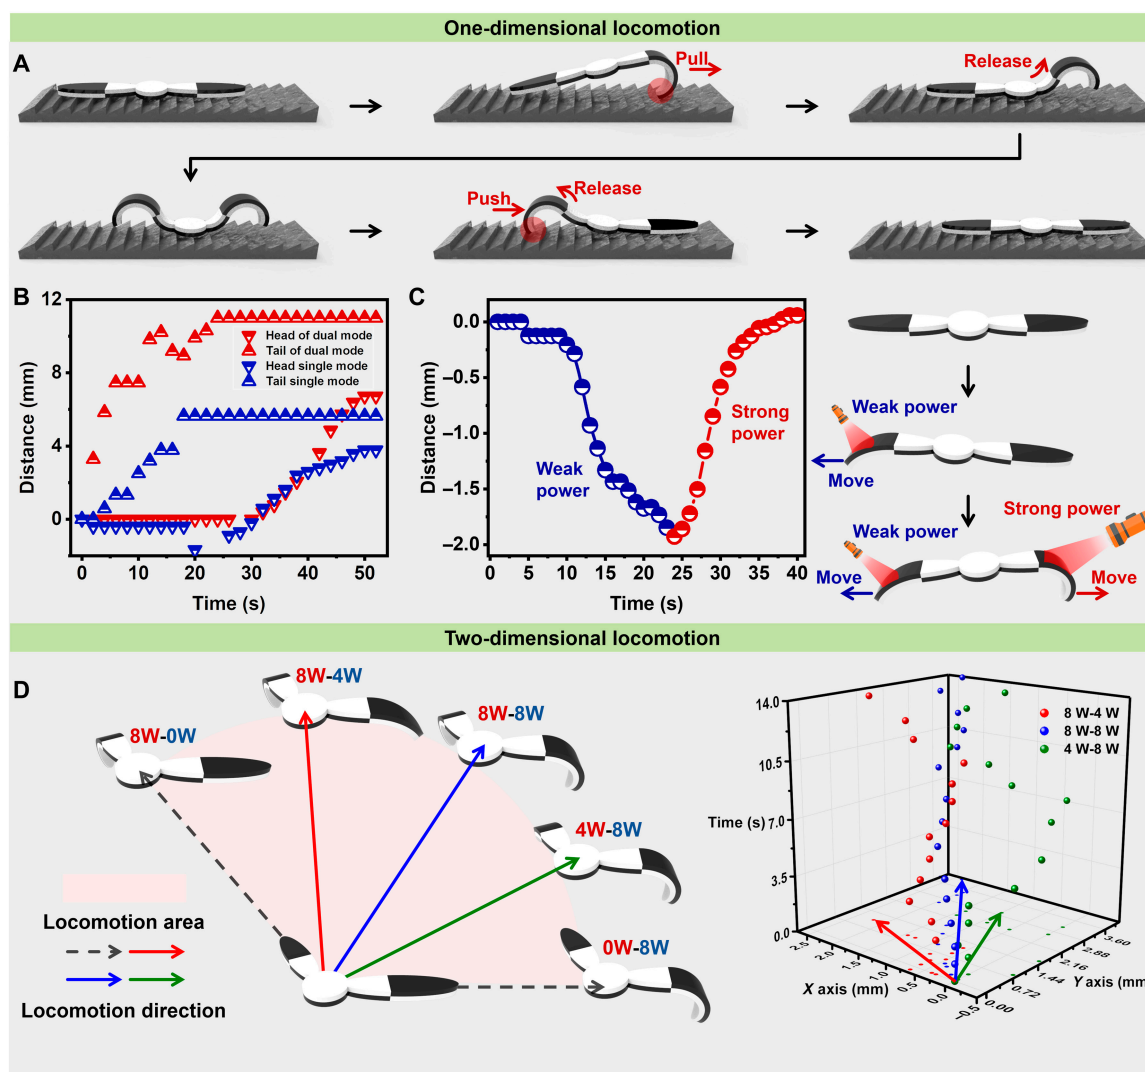 One-dimensional locomotion
A
Pull
Release
Push
Release
B
12
8
4
0
Distance (mm)
Head of dual mode
Tail of dual mode
Head single mode
Tail single mode
0 10 20 30 40 50
Time (s)
C
0.0
−0.5
−1.0
−1.5
−2.0
Distance (mm)
Weak
power
Strong
power
0 5 10 15 20 25 30 35 40
Time (s)
Weak power
Move
Strong power
Weak power
Move
Move
Two-dimensional locomotion
D
8W-0W
8W-4W
8W-8W
4W-8W
0W-8W
Locomotion area
Locomotion direction
14.0
10.5
7.0
3.5
0.0
Time (s)
8 W-4 W
8 W-8 W
4 W-8 W
2.5
2.0
1.5
1.0
0.5
0.0
-0.5
X axis (mm)
0.00
0.72
1.44
2.16
2.88
3.60
Y axis (mm)